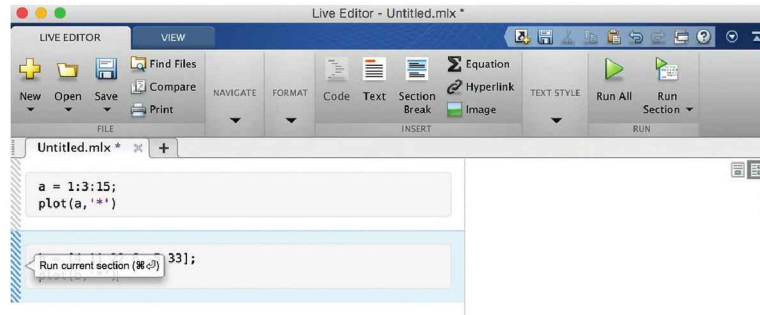 Live Editor - Untitled.mlx *
LIVE EDITOR VIEW
New Open Save Find Files Compare Print
FILE
NAVIGATE
FORMAT
Code Text Section Break Equation Hyperlink Image
INSERT
TEXT STYLE
Run All Run Section
RUN
Untitled.mlx * × +
a = 1:3:15;
plot(a,'*')
33];
Run current section (⌘⏎)